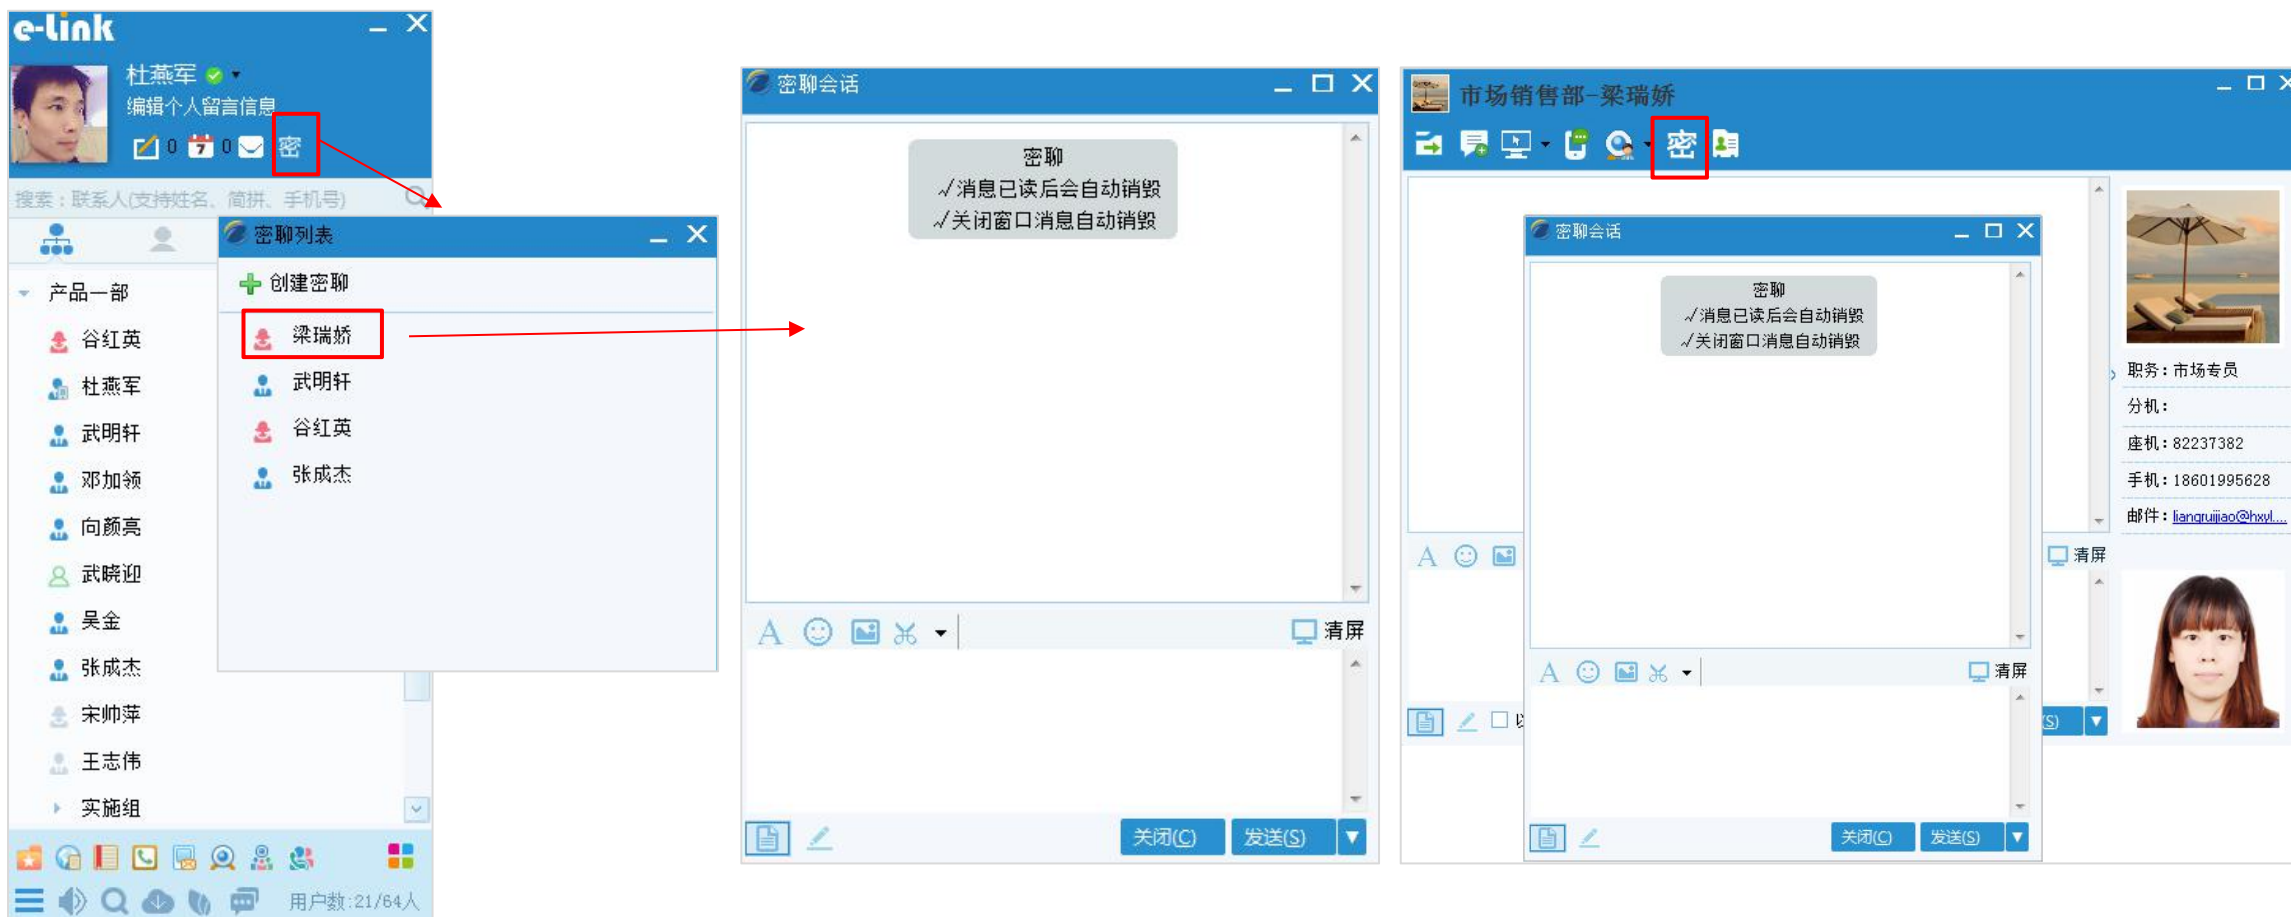 e-Link
杜燕军
编辑个人留言信息
0 7 0 密
搜素：联系人(支持姓名、简拼、手机号)
产品一部
谷红英
杜燕军
武明轩
邓加领
向颜亮
武晓迎
吴金
张成杰
宋帅萍
王志伟
实施组
用户数:21/64人
密聊列表
创建密聊
梁瑞娇
武明轩
谷红英
张成杰
密聊会话
密聊
√消息已读后会自动销毁
√关闭窗口消息自动销毁
A 清屏
关闭(C) 发送(S)
市场销售部-梁瑞娇
密
职务：市场专员
分机：
座机：82237382
手机：18601995628
邮件：liangruijiao@hxyl....
A 清屏
(S)
密聊会话
密聊
√消息已读后会自动销毁
√关闭窗口消息自动销毁
A 清屏
关闭(C) 发送(S)